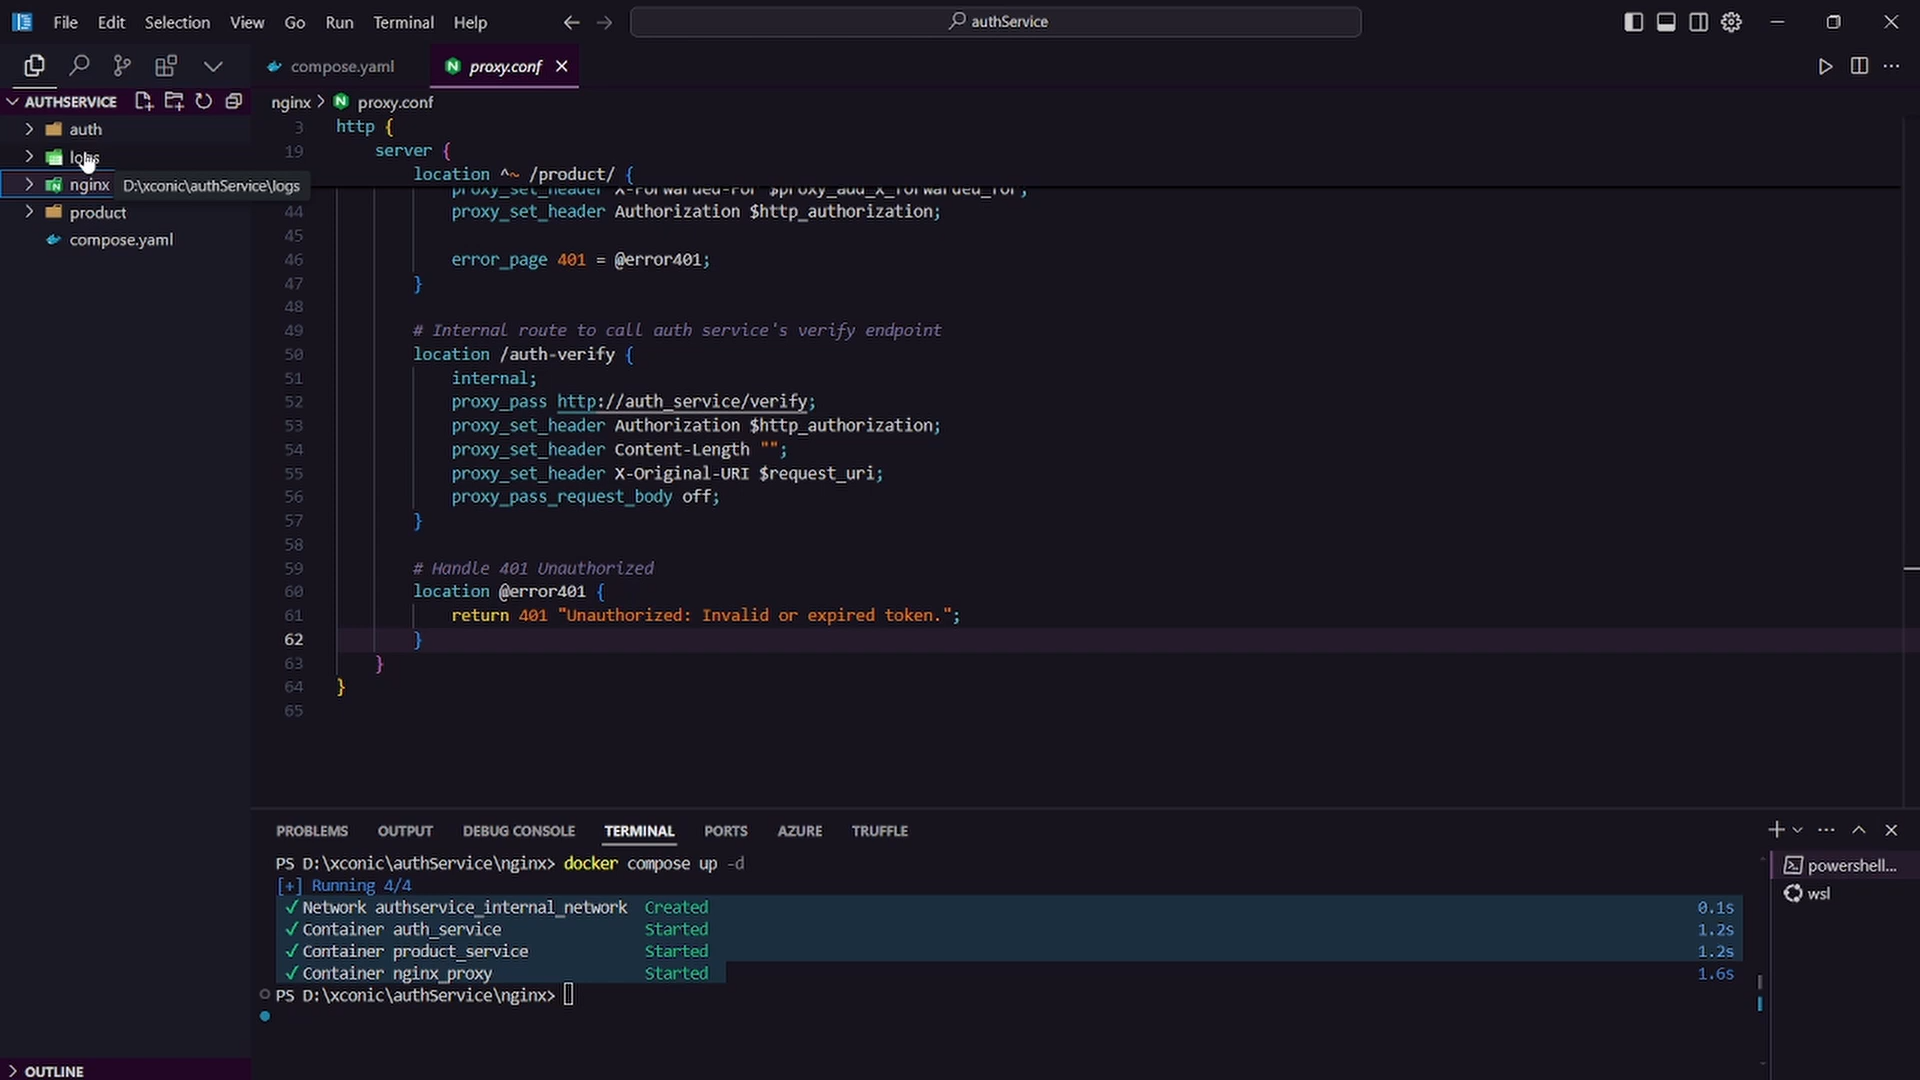 File Edit Selection View Go Run Terminal Help
authService
compose.yaml
proxy.conf
AUTHSERVICE
auth
logs
nginx
D:\xconic\authService\logs
product
compose.yaml
nginx > proxy.conf
3 http {
19 server {
location ^~ /product/ {
proxy_set_header X-Forwarded-For $proxy_add_x_forwarded_for;
44 proxy_set_header Authorization $http_authorization;
45
46 error_page 401 = @error401;
47 }
48
49 # Internal route to call auth service's verify endpoint
50 location /auth-verify {
51 internal;
52 proxy_pass http://auth_service/verify;
53 proxy_set_header Authorization $http_authorization;
54 proxy_set_header Content-Length "";
55 proxy_set_header X-Original-URI $request_uri;
56 proxy_pass_request_body off;
57 }
58
59 # Handle 401 Unauthorized
60 location @error401 {
61 return 401 "Unauthorized: Invalid or expired token.";
62 }
63 }
64 }
65
PROBLEMS OUTPUT DEBUG CONSOLE TERMINAL PORTS AZURE TRUFFLE
PS D:\xconic\authService\nginx> docker compose up -d
[+] Running 4/4
✓ Network authservice_internal_network Created 0.1s
✓ Container auth_service Started 1.2s
✓ Container product_service Started 1.2s
✓ Container nginx_proxy Started 1.6s
PS D:\xconic\authService\nginx>
powershell...
wsl
OUTLINE